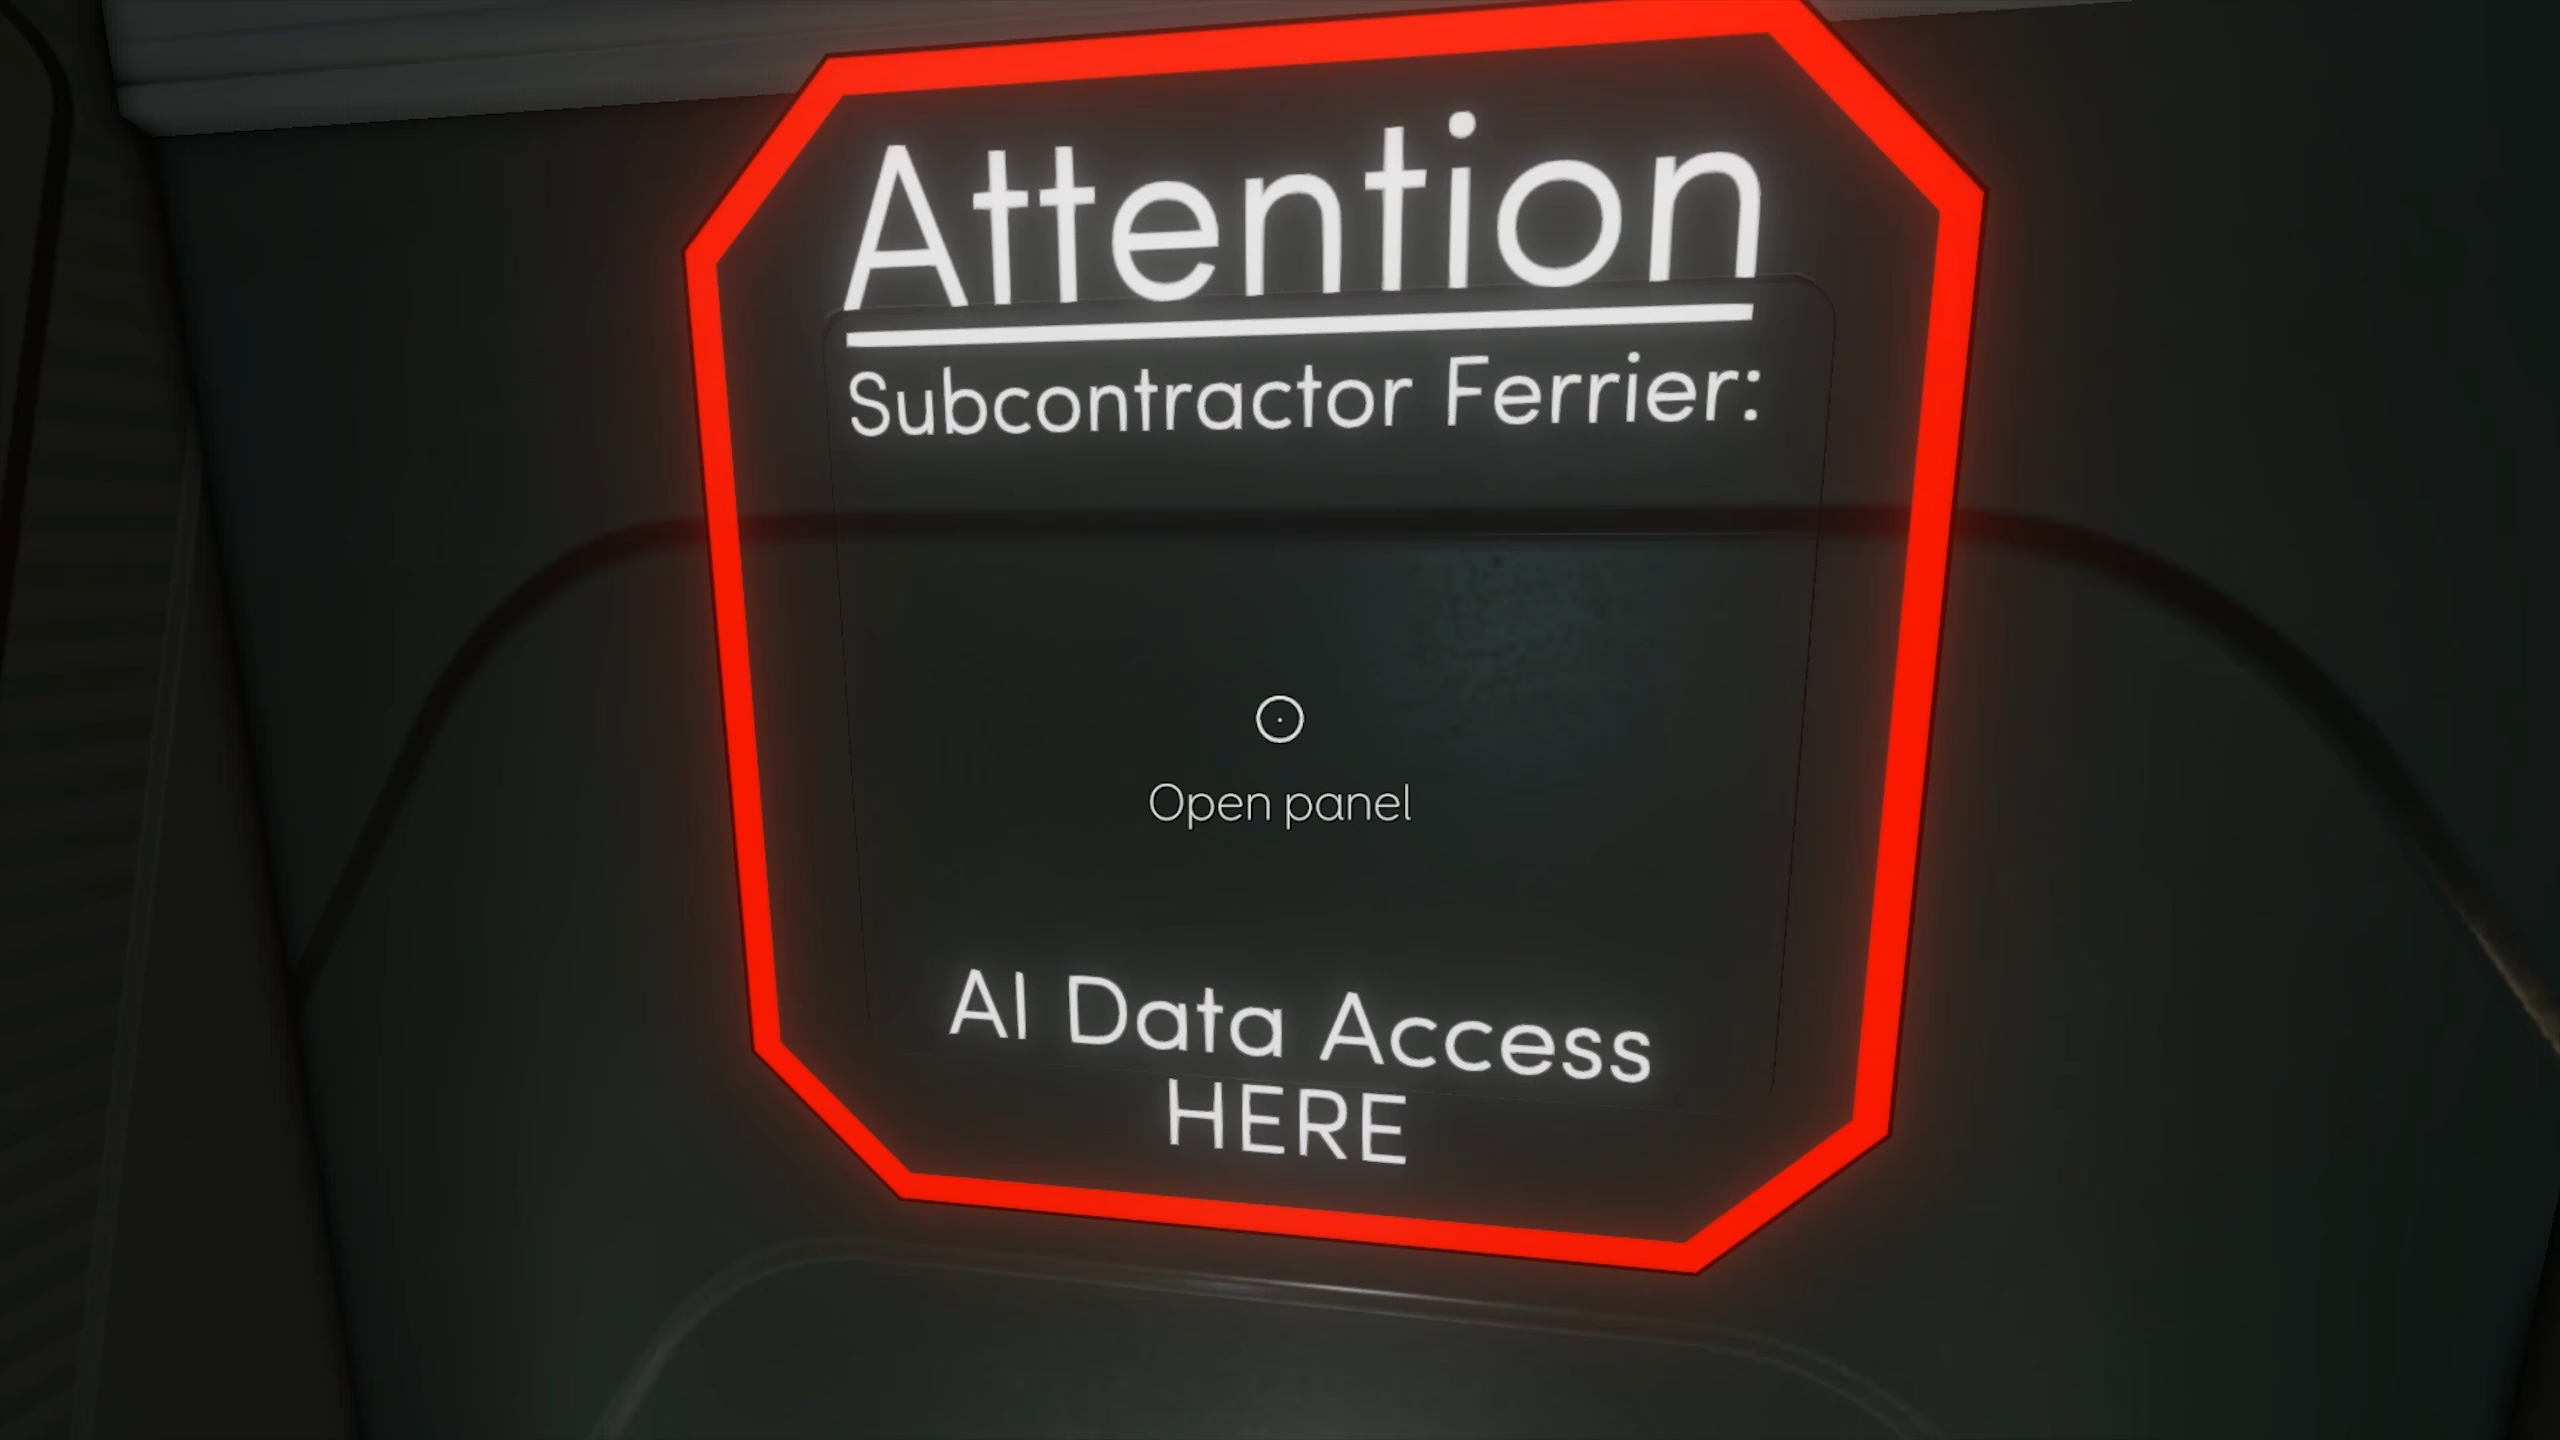 Attention
Subcontractor Ferrier:
Open panel
AI Data Access
HERE